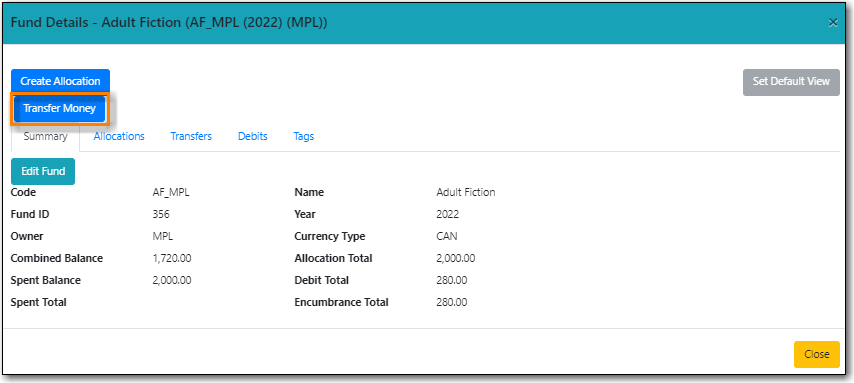 Fund Details - Adult Fiction (AF_MPL (2022) (MPL))
×
Create Allocation
Set Default View
Transfer Money
Summary Allocations Transfers Debits Tags
Edit Fund
Code AF_MPL Name Adult Fiction
Fund ID 356 Year 2022
Owner MPL Currency Type CAN
Combined Balance 1,720.00 Allocation Total 2,000.00
Spent Balance 2,000.00 Debit Total 280.00
Spent Total Encumbrance Total 280.00
Close